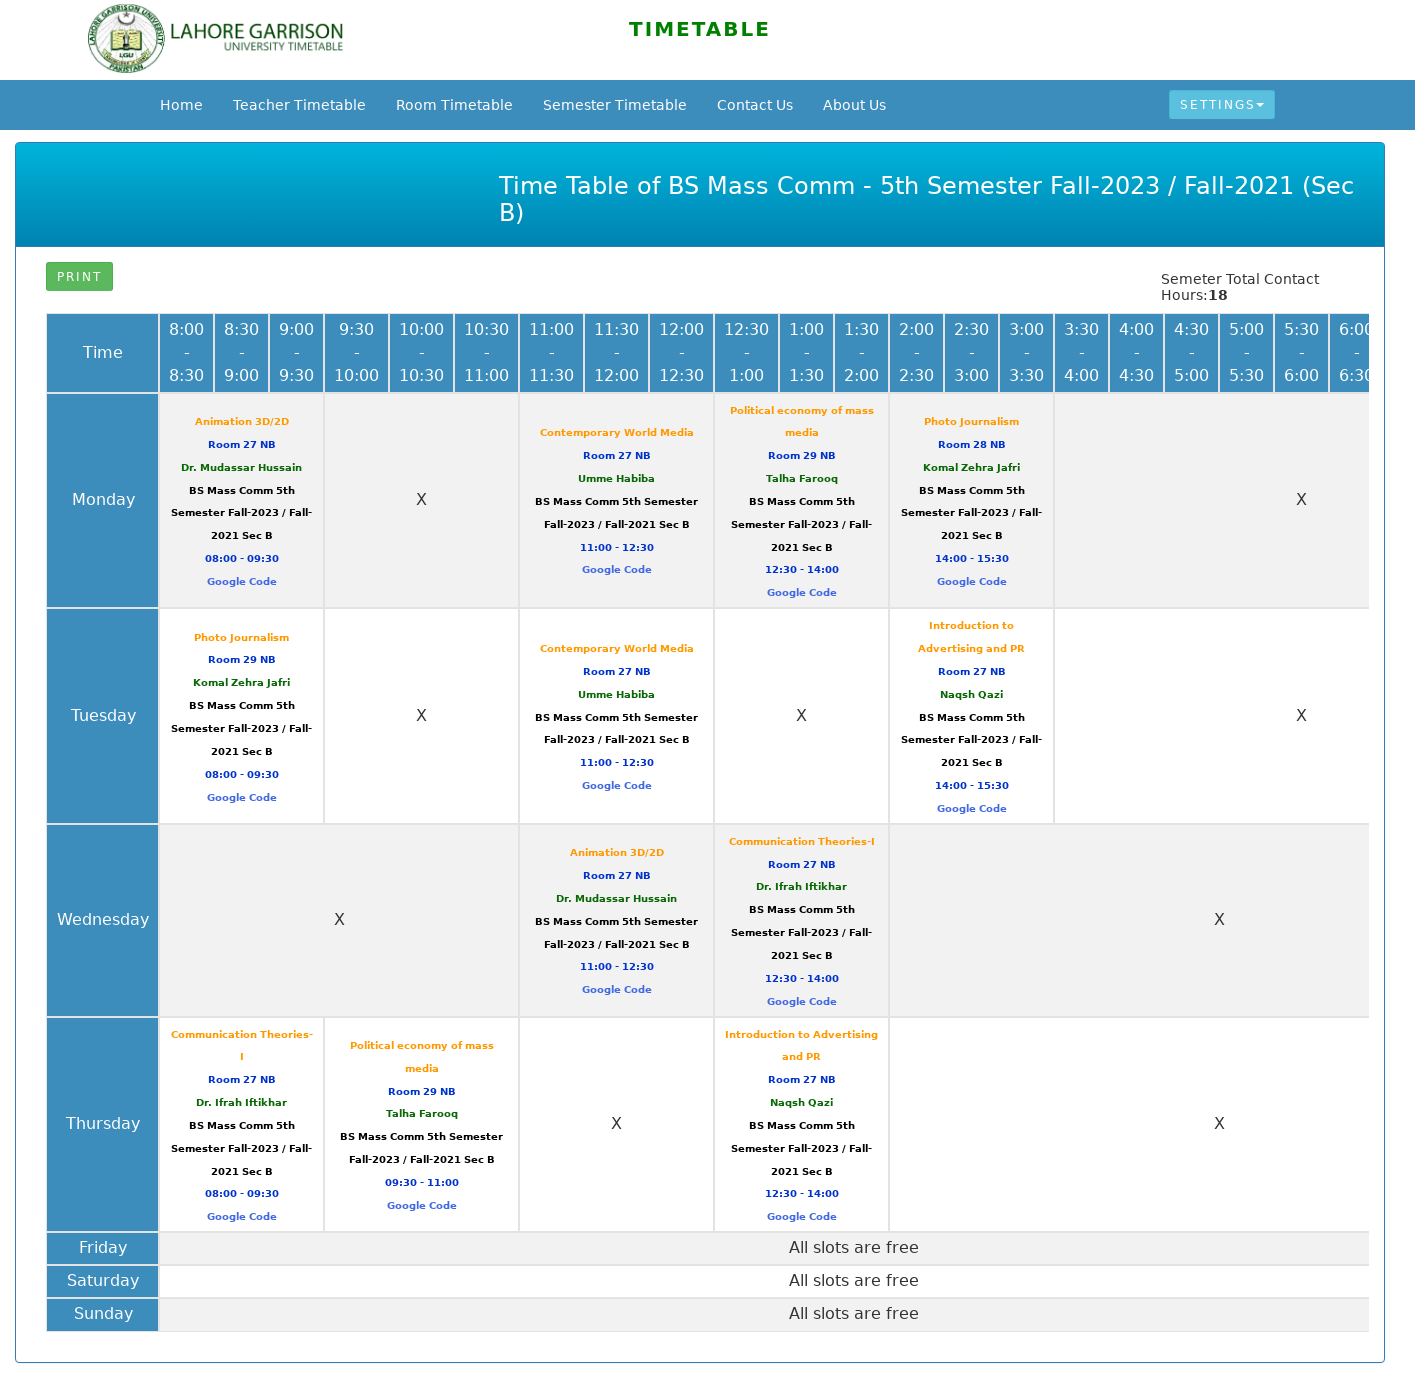 LAHORE GARRISON
UNIVERSITY TIMETABLE
LAHORE GARRISON UNIVERSITY
LGU
PAKISTAN
TIMETABLE
Home Teacher Timetable Room Timetable Semester Timetable Contact Us About Us SETTINGS
Time Table of BS Mass Comm - 5th Semester Fall-2023 / Fall-2021 (Sec
B)
PRINT
Semeter Total Contact
Hours:18
Time
8:00
-
8:30
8:30
-
9:00
9:00
-
9:30
9:30
-
10:00
10:00
-
10:30
10:30
-
11:00
11:00
-
11:30
11:30
-
12:00
12:00
-
12:30
12:30
-
1:00
1:00
-
1:30
1:30
-
2:00
2:00
-
2:30
2:30
-
3:00
3:00
-
3:30
3:30
-
4:00
4:00
-
4:30
4:30
-
5:00
5:00
-
5:30
5:30
-
6:00
6:00
-
6:30
Monday
Animation 3D/2D
Room 27 NB
Dr. Mudassar Hussain
BS Mass Comm 5th
Semester Fall-2023 / Fall-
2021 Sec B
08:00 - 09:30
Google Code
X
Contemporary World Media
Room 27 NB
Umme Habiba
BS Mass Comm 5th Semester
Fall-2023 / Fall-2021 Sec B
11:00 - 12:30
Google Code
Political economy of mass
media
Room 29 NB
Talha Farooq
BS Mass Comm 5th
Semester Fall-2023 / Fall-
2021 Sec B
12:30 - 14:00
Google Code
Photo Journalism
Room 28 NB
Komal Zehra Jafri
BS Mass Comm 5th
Semester Fall-2023 / Fall-
2021 Sec B
14:00 - 15:30
Google Code
X
Tuesday
Photo Journalism
Room 29 NB
Komal Zehra Jafri
BS Mass Comm 5th
Semester Fall-2023 / Fall-
2021 Sec B
08:00 - 09:30
Google Code
X
Contemporary World Media
Room 27 NB
Umme Habiba
BS Mass Comm 5th Semester
Fall-2023 / Fall-2021 Sec B
11:00 - 12:30
Google Code
X
Introduction to
Advertising and PR
Room 27 NB
Naqsh Qazi
BS Mass Comm 5th
Semester Fall-2023 / Fall-
2021 Sec B
14:00 - 15:30
Google Code
X
Wednesday
X
Animation 3D/2D
Room 27 NB
Dr. Mudassar Hussain
BS Mass Comm 5th Semester
Fall-2023 / Fall-2021 Sec B
11:00 - 12:30
Google Code
Communication Theories-I
Room 27 NB
Dr. Ifrah Iftikhar
BS Mass Comm 5th
Semester Fall-2023 / Fall-
2021 Sec B
12:30 - 14:00
Google Code
X
Thursday
Communication Theories-
I
Room 27 NB
Dr. Ifrah Iftikhar
BS Mass Comm 5th
Semester Fall-2023 / Fall-
2021 Sec B
08:00 - 09:30
Google Code
Political economy of mass
media
Room 29 NB
Talha Farooq
BS Mass Comm 5th Semester
Fall-2023 / Fall-2021 Sec B
09:30 - 11:00
Google Code
X
Introduction to Advertising
and PR
Room 27 NB
Naqsh Qazi
BS Mass Comm 5th
Semester Fall-2023 / Fall-
2021 Sec B
12:30 - 14:00
Google Code
X
Friday All slots are free
Saturday All slots are free
Sunday All slots are free